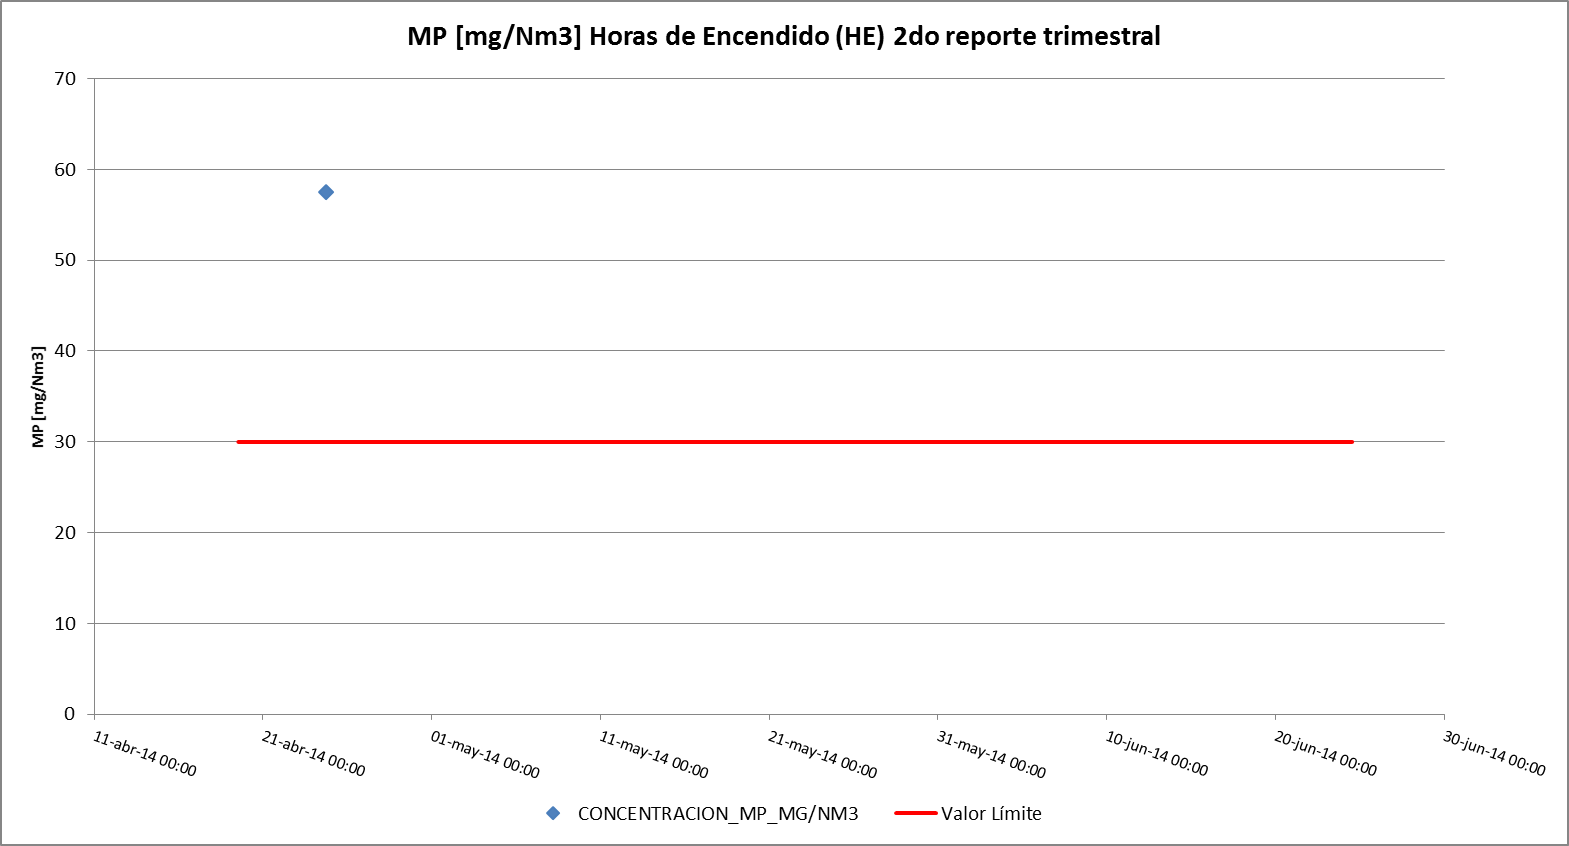 MP [mg/Nm3] Horas de Encendido (HE) 2do reporte trimestral
70
60
50
40
30
20
10
0
MP [mg/Nm3]
11-abr-14 00:00
21-abr-14 00:00
01-may-14 00:00
11-may-14 00:00
21-may-14 00:00
31-may-14 00:00
10-jun-14 00:00
20-jun-14 00:00
30-jun-14 00:00
CONCENTRACION_MP_MG/NM3
Valor Límite